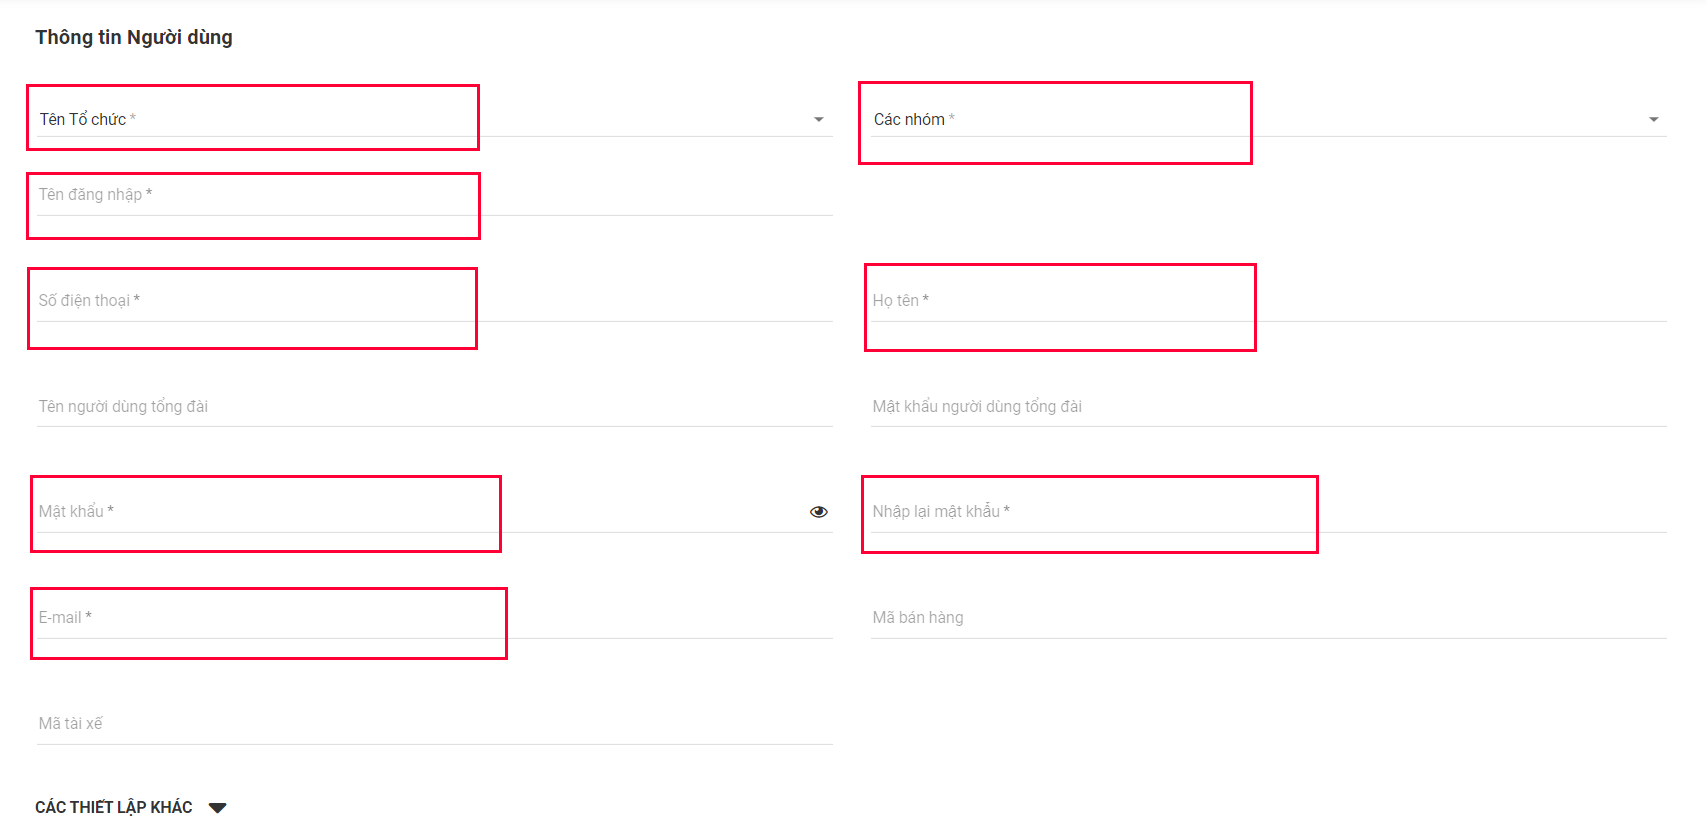 Thông tin Người dùng
Tên Tổ chức *
Các nhóm *
Tên đăng nhập *
Số điện thoại *
Họ tên *
Tên người dùng tổng đài
Mật khẩu người dùng tổng đài
Mật khẩu *
Nhập lại mật khẩu *
E-mail *
Mã bán hàng
Mã tài xế
CÁC THIẾT LẬP KHÁC